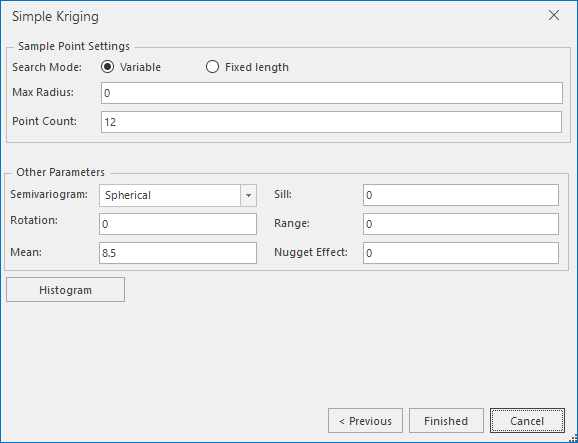 Simple Kriging
Sample Point Settings
Search Mode: Variable Fixed length
Max Radius: 0
Point Count: 12
Other Parameters
Semivariogram: Spherical Sill: 0
Rotation: 0 Range: 0
Mean: 8.5 Nugget Effect: 0
Histogram
< Previous Finished Cancel